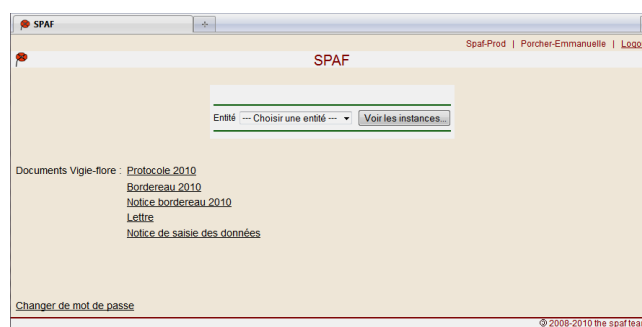 SPAF
Spaf-Prod | Porcher-Emmanuelle | Logo
SPAF
Entité --- Choisir une entité --- Voir les instances...
Documents Vigie-flore : Protocole 2010
Bordereau 2010
Notice bordereau 2010
Lettre
Notice de saisie des données
Changer de mot de passe
© 2008-2010 the spaf tea